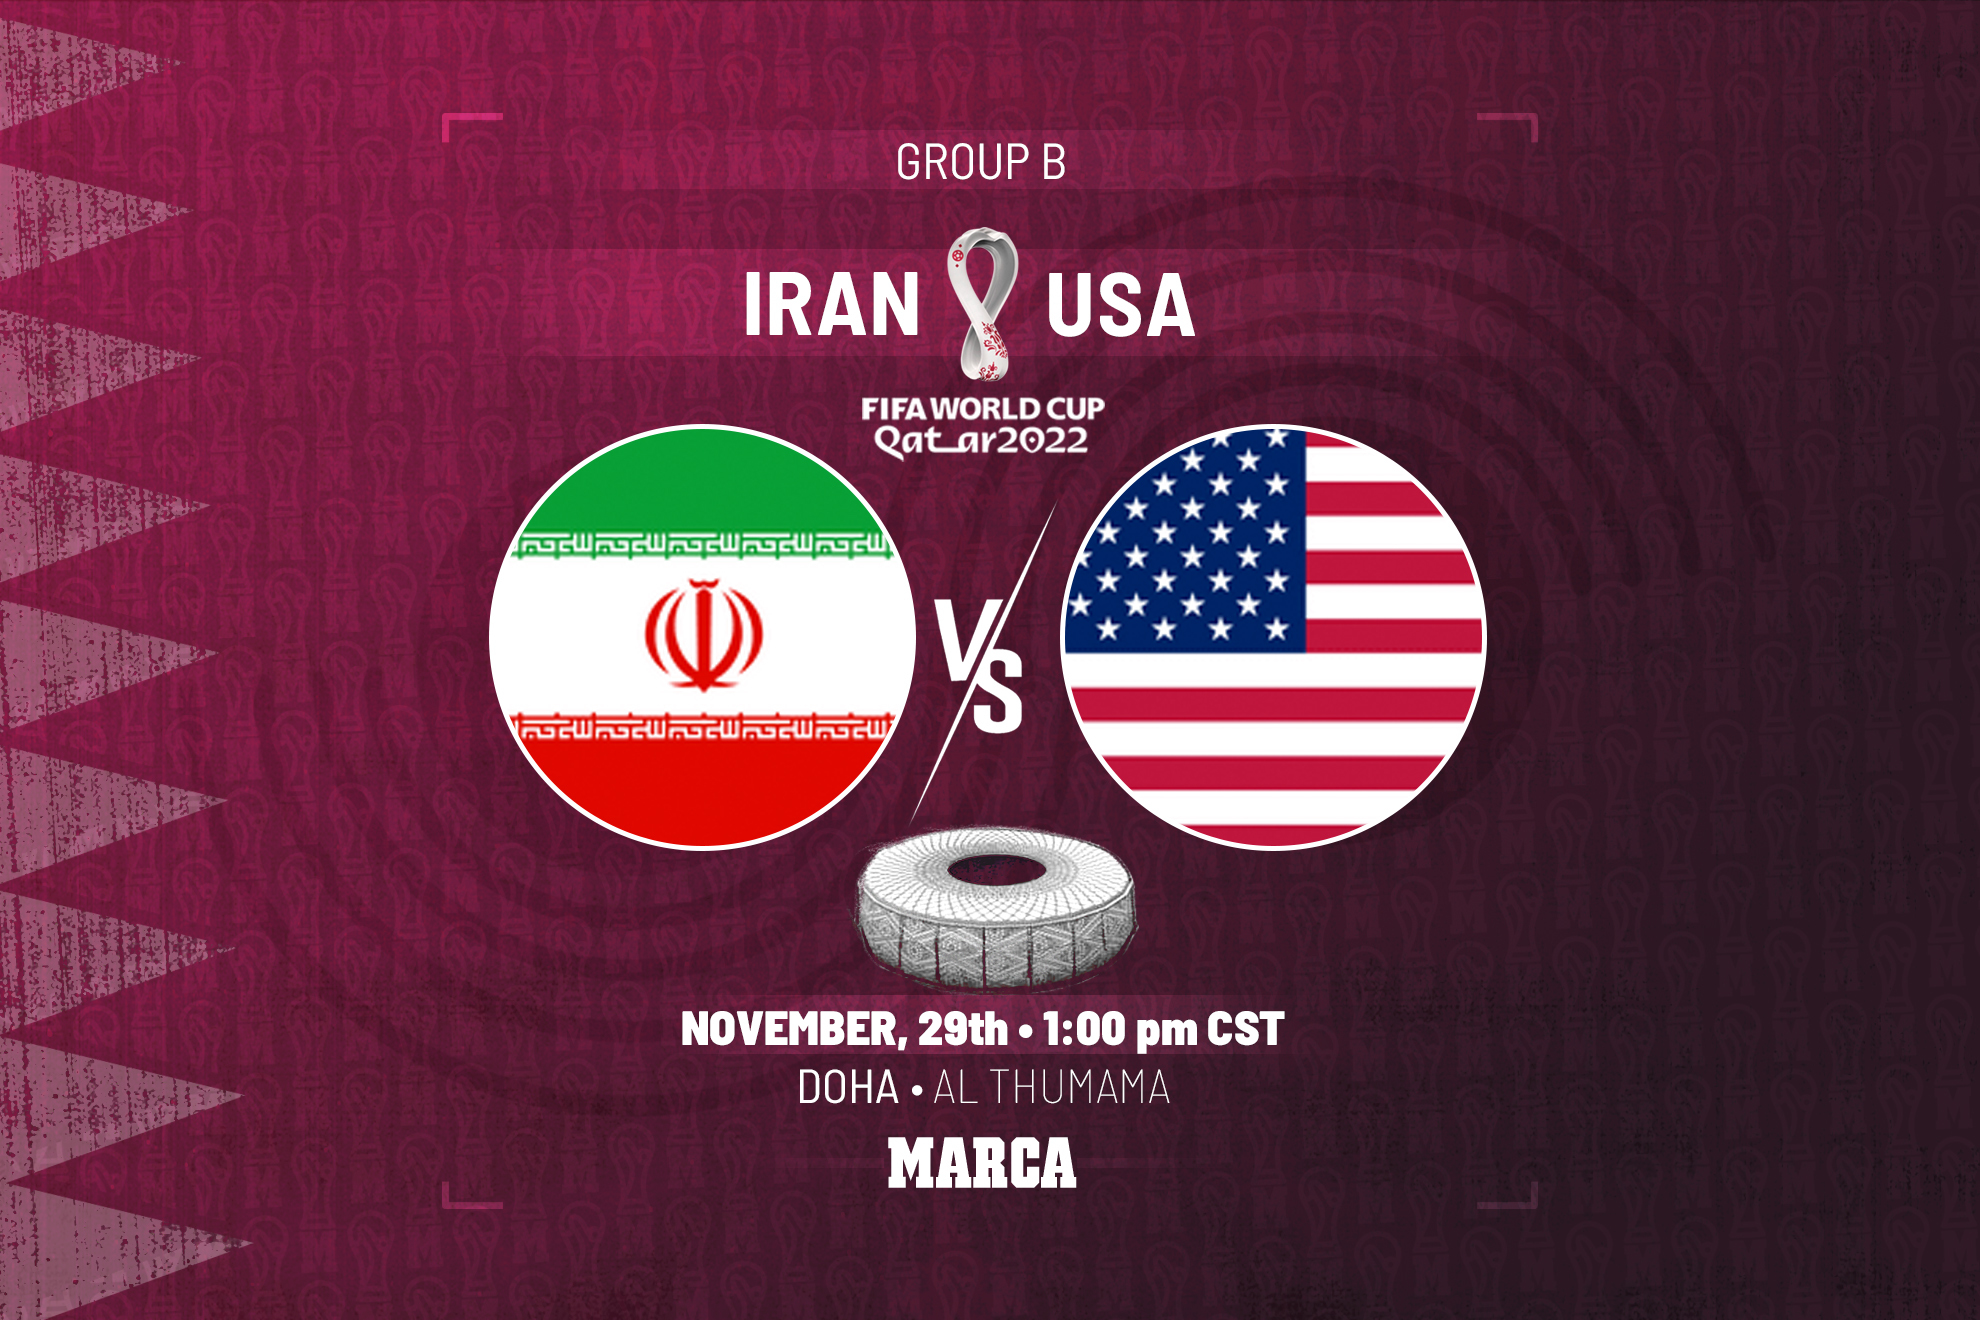 GROUP B
IRAN USA
FIFA WORLD CUP
Qatar2022
VS
NOVEMBER, 29th • 1:00 pm CST
DOHA • AL THUMAMA
MARCA